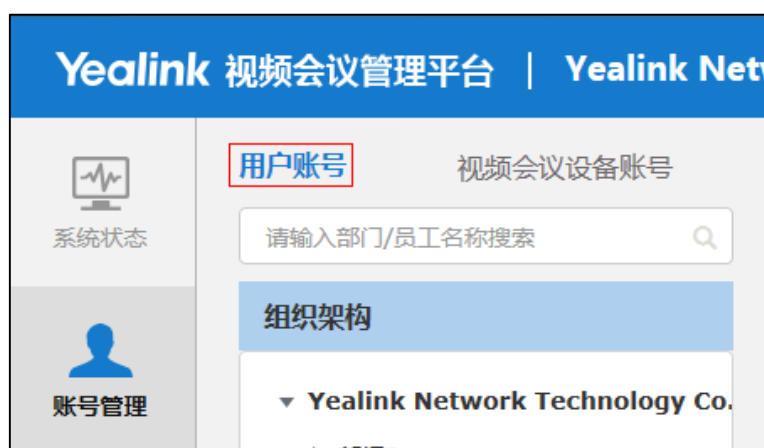 Yealink 视频会议管理平台 | Yealink Net
用户账号 视频会议设备账号
系统状态
请输入部门/员工名称搜索
组织架构
账号管理
Yealink Network Technology Co.